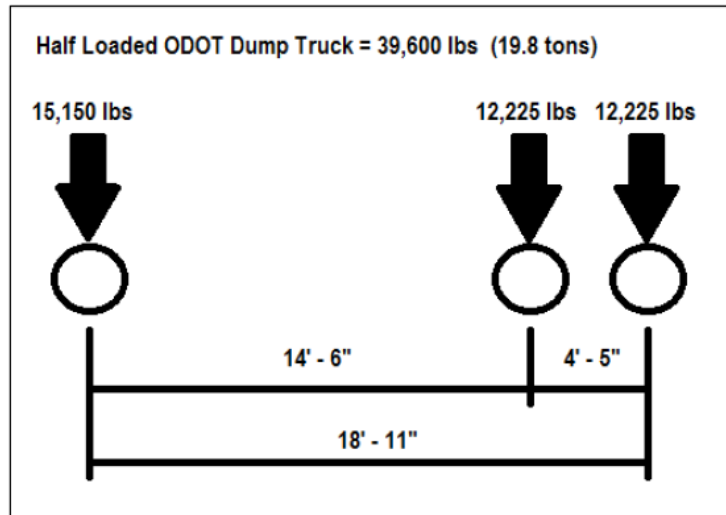 Half Loaded ODOT Dump Truck = 39,600 lbs (19.8 tons)
15,150 lbs
12,225 lbs
12,225 lbs
14' - 6"
4' - 5"
18' - 11"